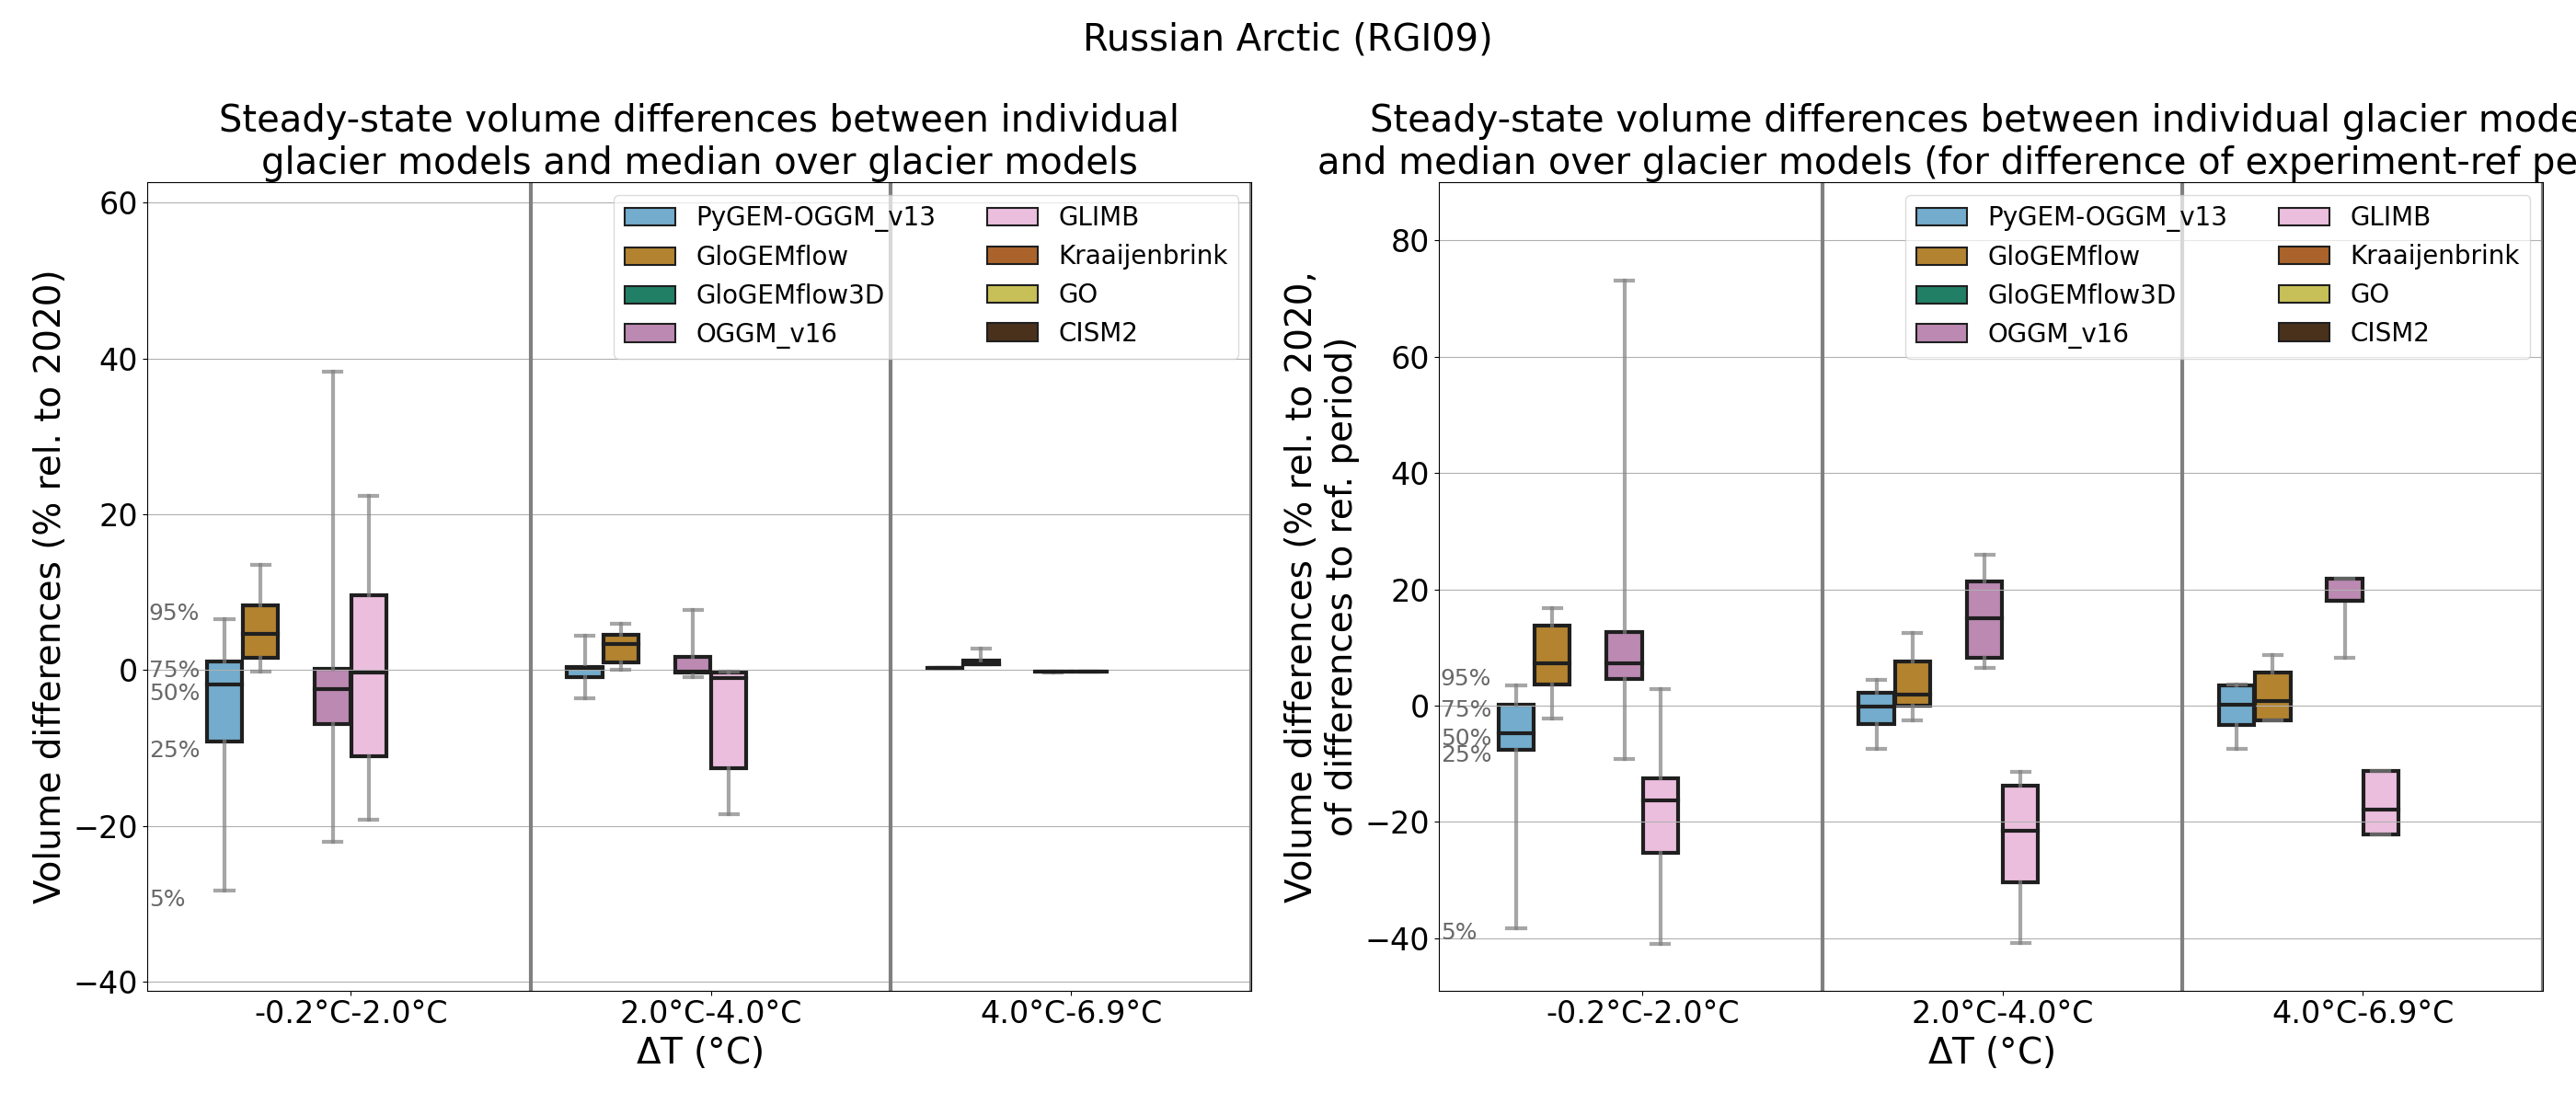 Russian Arctic (RGI09)
Steady-state volume differences between individual
glacier models and median over glacier models
Volume differences (% rel. to 2020)
60
40
20
0
−20
−40
PyGEM-OGGM_v13
GloGEMflow
GloGEMflow3D
OGGM_v16
GLIMB
Kraaijenbrink
GO
CISM2
95%
75%
50%
25%
5%
-0.2°C-2.0°C
2.0°C-4.0°C
4.0°C-6.9°C
ΔT (°C)
Steady-state volume differences between individual glacier mode
and median over glacier models (for difference of experiment-ref pe
Volume differences (% rel. to 2020,
of differences to ref. period)
80
60
40
20
0
−20
−40
PyGEM-OGGM_v13
GloGEMflow
GloGEMflow3D
OGGM_v16
GLIMB
Kraaijenbrink
GO
CISM2
95%
75%
50%
25%
5%
-0.2°C-2.0°C
2.0°C-4.0°C
4.0°C-6.9°C
ΔT (°C)